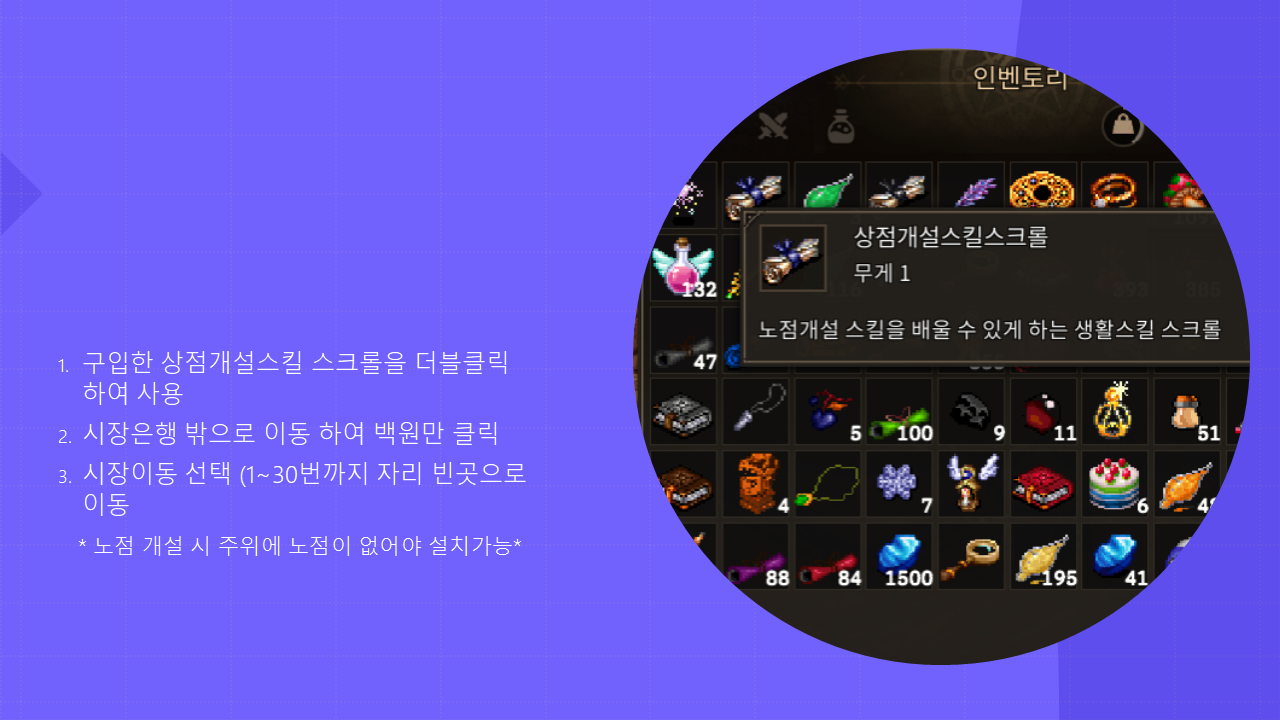 인벤토리
상점개설스킬스크롤
무게 1
132
노점개설 스킬을 배울 수 있게 하는 생활스킬 스크롤
47
1. 구입한 상점개설스킬 스크롤을 더블클릭
하여 사용
5 100 9 11 51
2. 시장은행 밖으로 이동 하여 백원만 클릭
3. 시장이동 선택 (1~30번까지 자리 빈곳으로
이동
4 7 6
* 노점 개설 시 주위에 노점이 없어야 설치가능*
88 84 1500 195 41